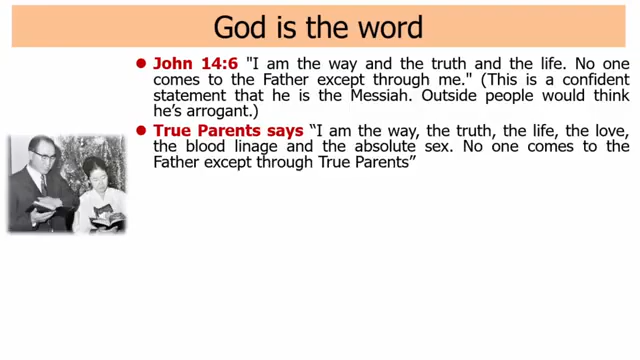 God is the word
John 14:6 "I am the way and the truth and the life. No one
comes to the Father except through me." (This is a confident
statement that he is the Messiah. Outside people would think
he's arrogant.)
True Parents says “I am the way, the truth, the life, the love,
the blood linage and the absolute sex. No one comes to the
Father except through True Parents”